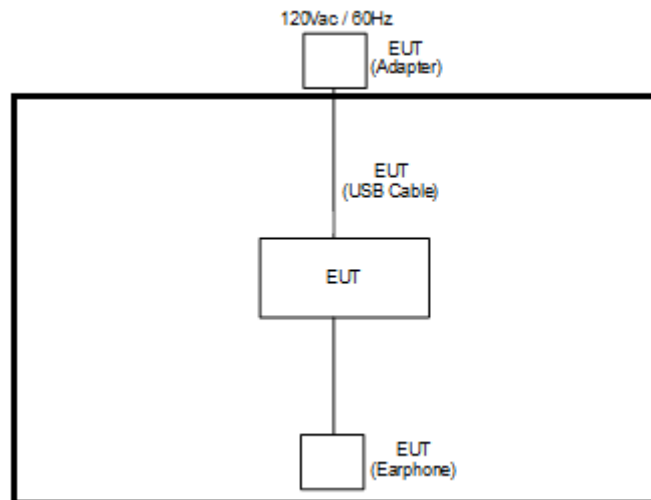 120Vac / 60Hz
EUT
(Adapter)
EUT
(USB Cable)
EUT
EUT
(Earphone)